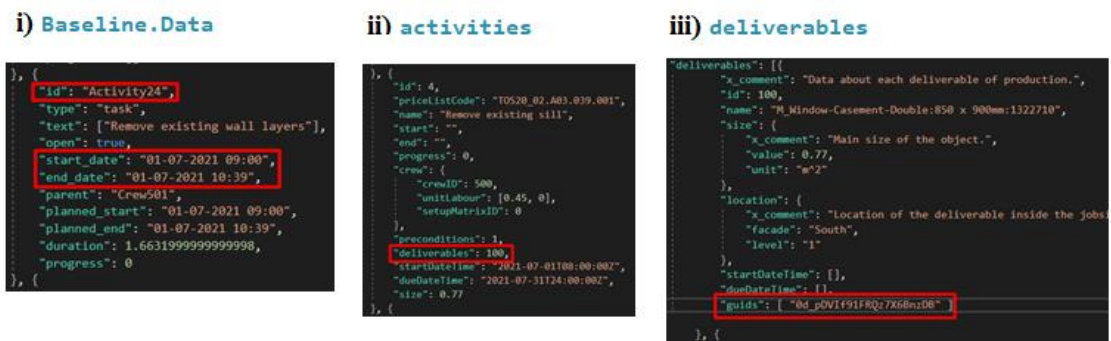 i) Baseline.Data
}, {
"id": "Activity24",
"type": "task",
"text": ["Remove existing wall layers"],
"open": true,
"start_date": "01-07-2021 09:00",
"end_date": "01-07-2021 10:39",
"parent": "Crew501",
"planned_start": "01-07-2021 09:00",
"planned_end": "01-07-2021 10:39",
"duration": 1.6631999999999998,
"progress": 0
}, {
ii) activities
}, {
"id": 4,
"priceListCode": "TOS20_02.A03.039.001",
"name": "Remove existing sill",
"start": "",
"end": "",
"progress": 0,
"crew": {
"crewID": 500,
"unitLabour": [0.45, 0],
"setupMatrixID": 0
},
"preconditions": 1,
"deliverables": 100,
"startDateTime": "2021-07-01T08:00:00Z",
"dueDateTime": "2021-07-31T24:00:00Z",
"size": 0.77
}, {
iii) deliverables
"deliverables": [{
"x_comment": "Data about each deliverable of production.",
"id": 100,
"name": "M_Window-Casement-Double:850 x 900mm:1322710",
"size": {
"x_comment": "Main size of the object.",
"value": 0.77,
"unit": "m^2"
},
"location": {
"x_comment": "Location of the deliverable inside the jobsi
"facade": "South",
"level": "1"
},
"startDateTime": [],
"dueDateTime": [],
"guids": [ "0d_pDVIf91FRQz7X6BnzDB" ]
}, {